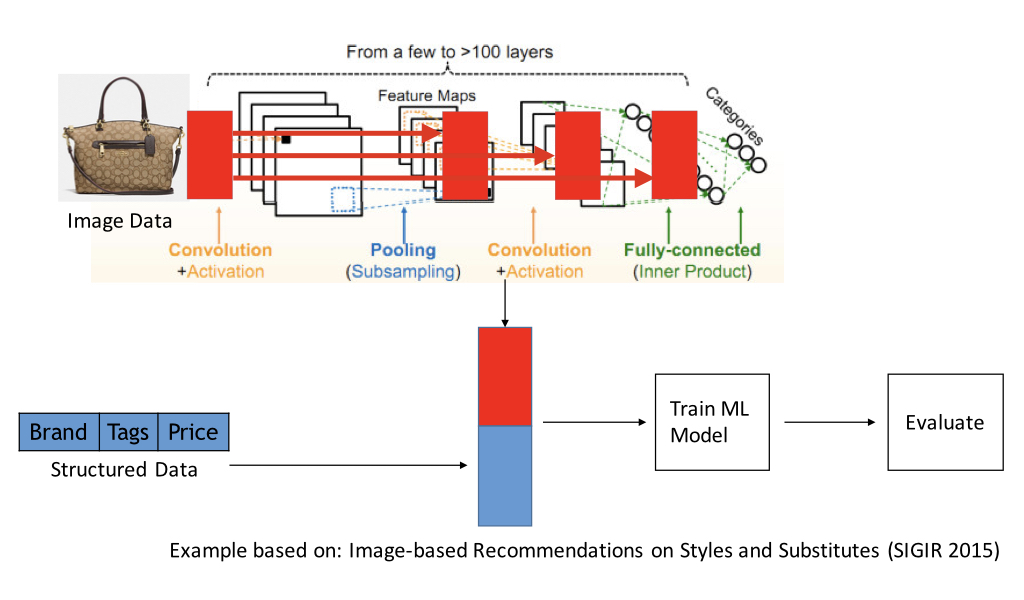 From a few to >100 layers
Feature Maps
Categories
Image Data
Convolution
+Activation
Pooling
(Subsampling)
Convolution
+Activation
Fully-connected
(Inner Product)
Brand Tags Price
Structured Data
Train ML
Model
Evaluate
Example based on: Image-based Recommendations on Styles and Substitutes (SIGIR 2015)